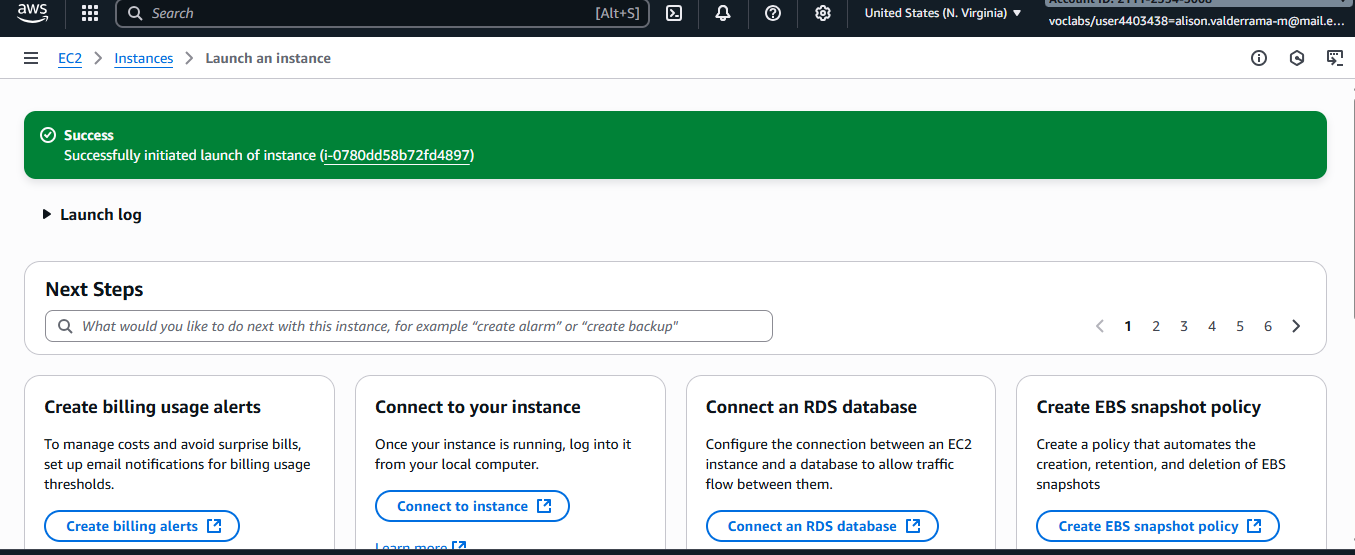 aws
Search [Alt+S]
United States (N. Virginia)
voclabs/user4403438=alison.valderrama-m@mail.e...
EC2 Instances Launch an instance
Success
Successfully initiated launch of instance (i-0780dd58b72fd4897)
Launch log
Next Steps
What would you like to do next with this instance, for example "create alarm" or "create backup"
1 2 3 4 5 6
Create billing usage alerts
To manage costs and avoid surprise bills,
set up email notifications for billing usage
thresholds.
Create billing alerts
Connect to your instance
Once your instance is running, log into it
from your local computer.
Connect to instance
Learn more
Connect an RDS database
Configure the connection between an EC2
instance and a database to allow traffic
flow between them.
Connect an RDS database
Create EBS snapshot policy
Create a policy that automates the
creation, retention, and deletion of EBS
snapshots
Create EBS snapshot policy